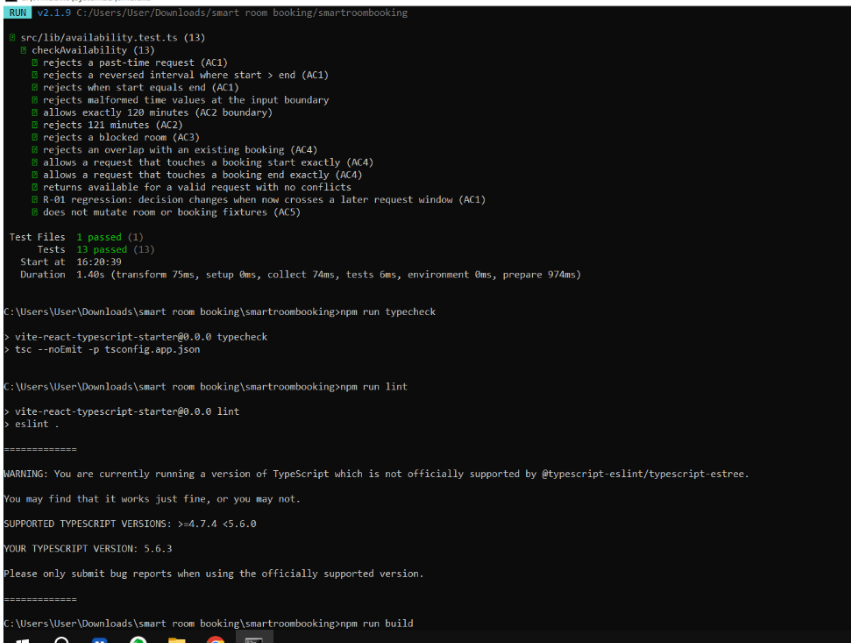 RUN v2.1.9 C:/Users/User/Downloads/smart room booking/smartroombooking
src/lib/availability.test.ts (13)
checkAvailability (13)
rejects a past-time request (AC1)
rejects a reversed interval where start > end (AC1)
rejects when start equals end (AC1)
rejects malformed time values at the input boundary
allows exactly 120 minutes (AC2 boundary)
rejects 121 minutes (AC2)
rejects a blocked room (AC3)
rejects an overlap with an existing booking (AC4)
allows a request that touches a booking start exactly (AC4)
allows a request that touches a booking end exactly (AC4)
returns available for a valid request with no conflicts
R-01 regression: decision changes when now crosses a later request window (AC1)
does not mutate room or booking fixtures (AC5)
Test Files 1 passed (1)
Tests 13 passed (13)
Start at 16:20:39
Duration 1.40s (transform 75ms, setup 0ms, collect 74ms, tests 6ms, environment 0ms, prepare 974ms)
C:\Users\User\Downloads\smart room booking\smartroombooking>npm run typecheck
> vite-react-typescript-starter@0.0.0 typecheck
> tsc --noEmit -p tsconfig.app.json
C:\Users\User\Downloads\smart room booking\smartroombooking>npm run lint
> vite-react-typescript-starter@0.0.0 lint
> eslint .
=============
WARNING: You are currently running a version of TypeScript which is not officially supported by @typescript-eslint/typescript-estree.
You may find that it works just fine, or you may not.
SUPPORTED TYPESCRIPT VERSIONS: >=4.7.4 <5.6.0
YOUR TYPESCRIPT VERSION: 5.6.3
Please only submit bug reports when using the officially supported version.
=============
C:\Users\User\Downloads\smart room booking\smartroombooking>npm run build